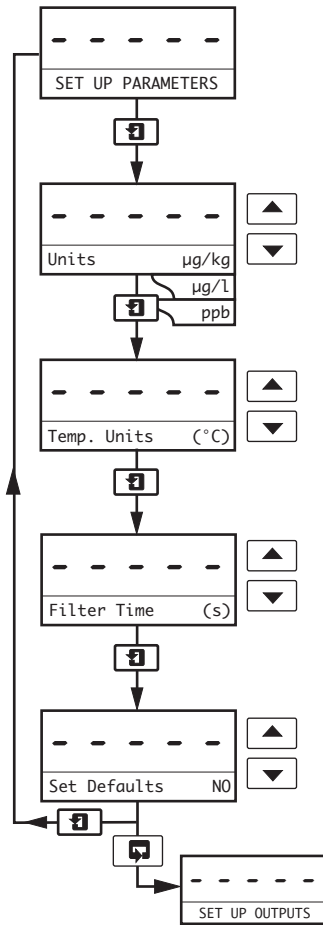 - - - - -
SET UP PARAMETERS
- - - - -
Units µg/kg
µg/l
ppb
- - - - -
Temp. Units (°C)
- - - - -
Filter Time (s)
- - - - -
Set Defaults NO
- - - - -
SET UP OUTPUTS